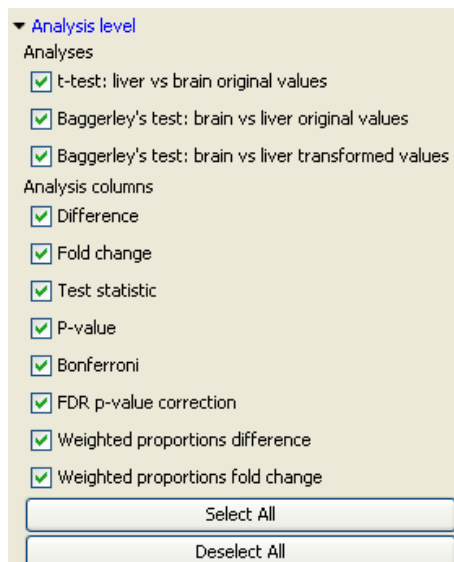 Analysis level
Analyses
t-test: liver vs brain original values
Baggerley's test: brain vs liver original values
Baggerley's test: brain vs liver transformed values
Analysis columns
Difference
Fold change
Test statistic
P-value
Bonferroni
FDR p-value correction
Weighted proportions difference
Weighted proportions fold change
Select All
Deselect All